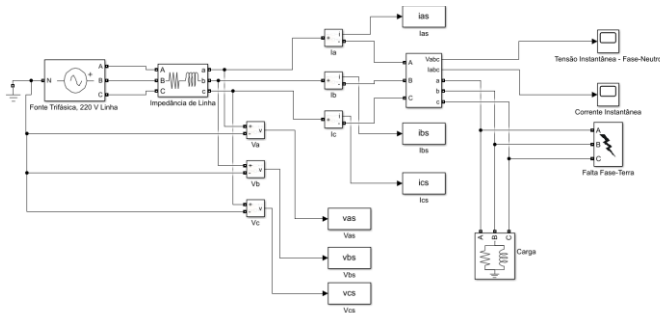 ias
Ias
i
Ia
Vabc
Iabc
A
a
B
b
C
c
Tensão Instantânea - Fase-Neutro
N
A
B
C
Fonte Trifásica, 220 V Linha
A
a
B
b
C
c
Impedância de Linha
i
Ib
Corrente Instantânea
i
Ic
ibs
Ibs
v
Va
A
B
C
Falta Fase-Terra
v
Vb
ics
Ics
v
Vc
vas
Vas
A
B
C
Carga
vbs
Vbs
vcs
Vcs